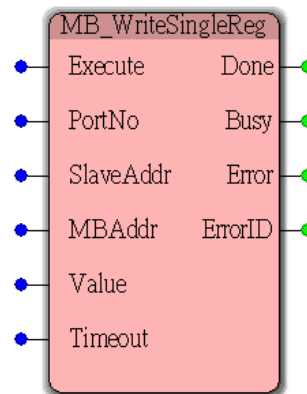 MB_WriteSingleReg
Execute Done
PortNo Busy
SlaveAddr Error
MBAddr ErrorID
Value
Timeout